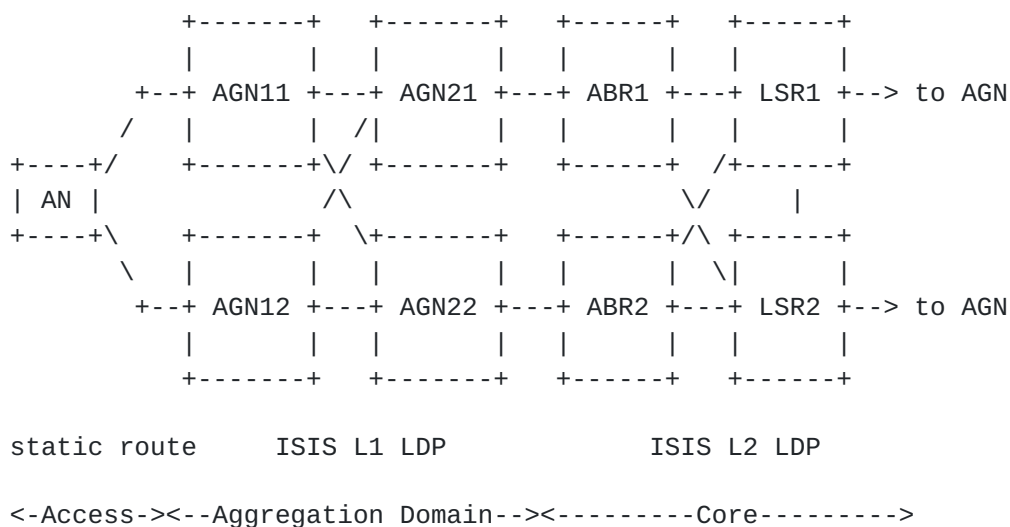 AGN11 AGN21 ABR1 LSR1 --> to AGN
AN
AGN12 AGN22 ABR2 LSR2 --> to AGN
static route ISIS L1 LDP ISIS L2 LDP
<-Access-><--Aggregation Domain--><---------Core--------->